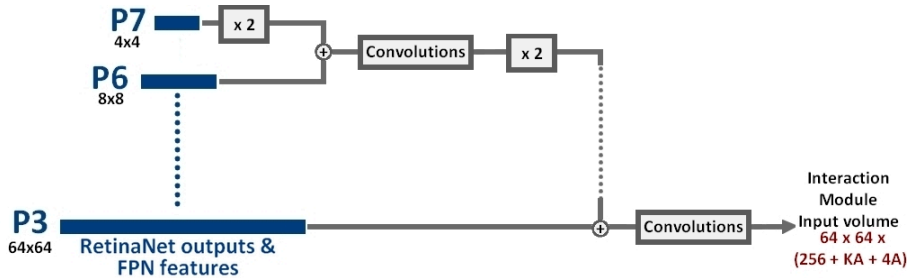 P7
4x4
x 2
+
Convolutions
x 2
P6
8x8
P3
64x64
RetinaNet outputs &
FPN features
+
Convolutions
Interaction
Module
Input volume
64 x 64 x
(256 + KA + 4A)